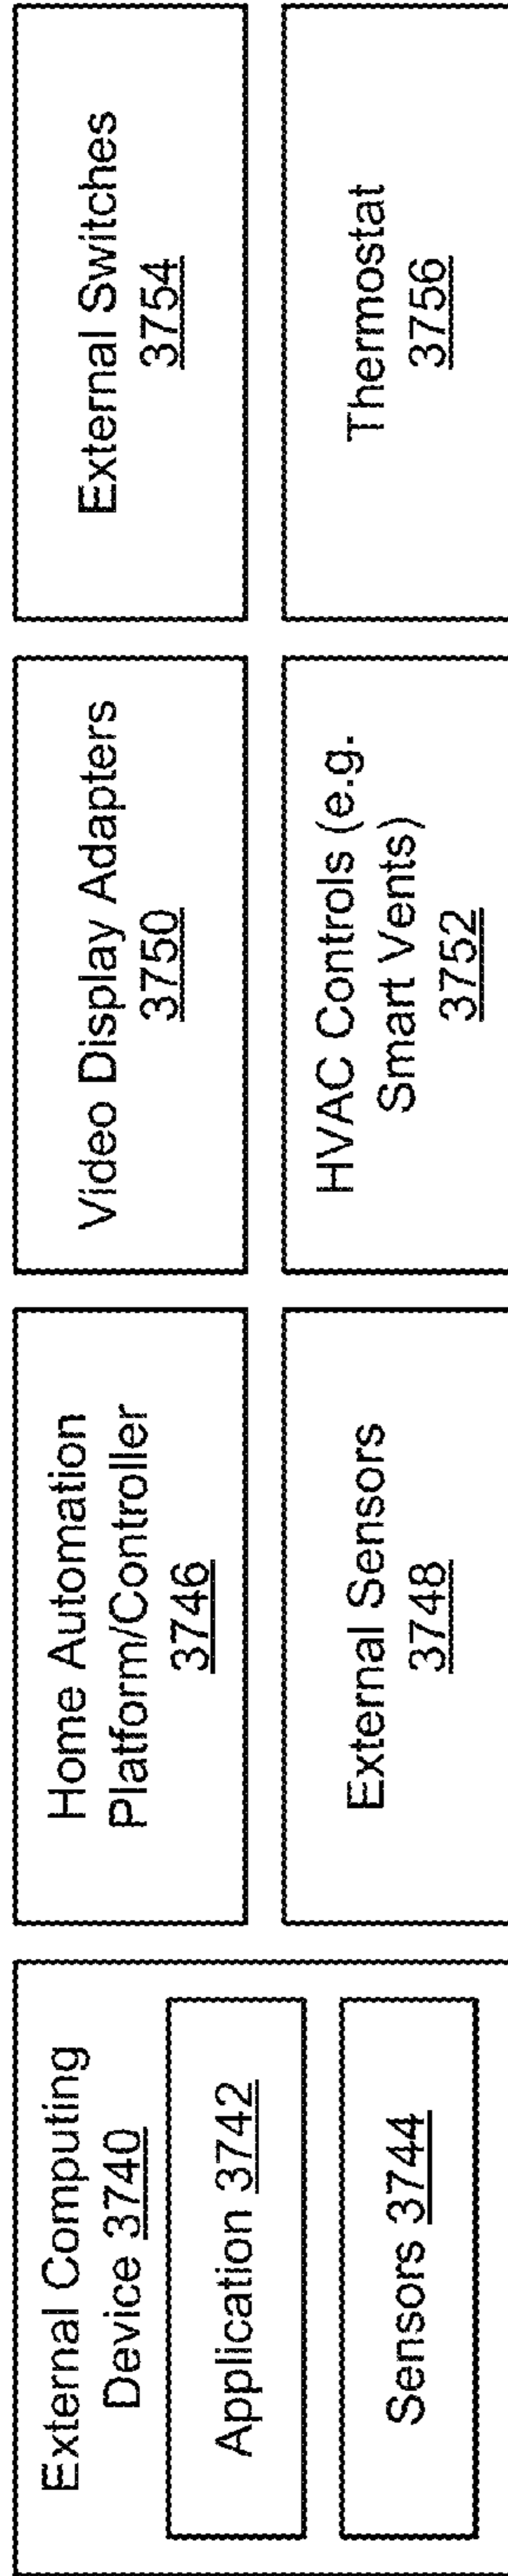 External Computing
Device 3740
Application 3742
Sensors 3744
Home Automation
Platform/Controller
3746
External Sensors
3748
Video Display Adapters
3750
HVAC Controls (e.g.
Smart Vents)
3752
External Switches
3754
Thermostat
3756